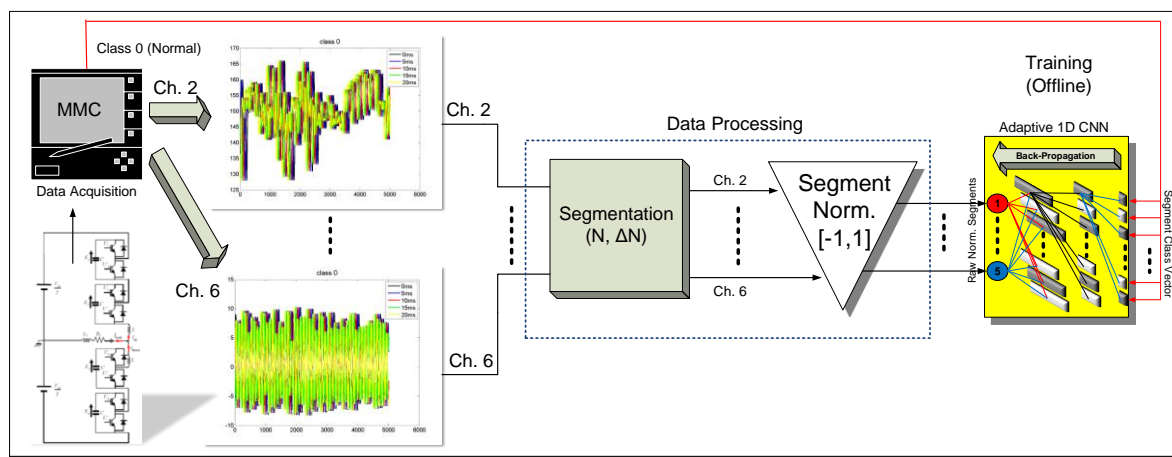 Class 0 (Normal)
MMC
Data Acquisition
Ch. 2
Ch. 6
class 0
170
165
160
155
150
145
140
135
130
125
0
1000
2000
3000
4000
5000
6000
0ms
5ms
10ms
15ms
20ms
class 0
15
10
5
0
-5
-10
0
1000
2000
3000
4000
5000
6000
0ms
5ms
10ms
15ms
20ms
Ch. 2
Ch. 6
Data Processing
Segmentation
(N, ΔN)
Ch. 2
Ch. 6
Segment
Norm.
[-1,1]
Raw Norm. Segments
Training
(Offline)
Adaptive 1D CNN
Back-Propagation
1
5
Segment Class Vector